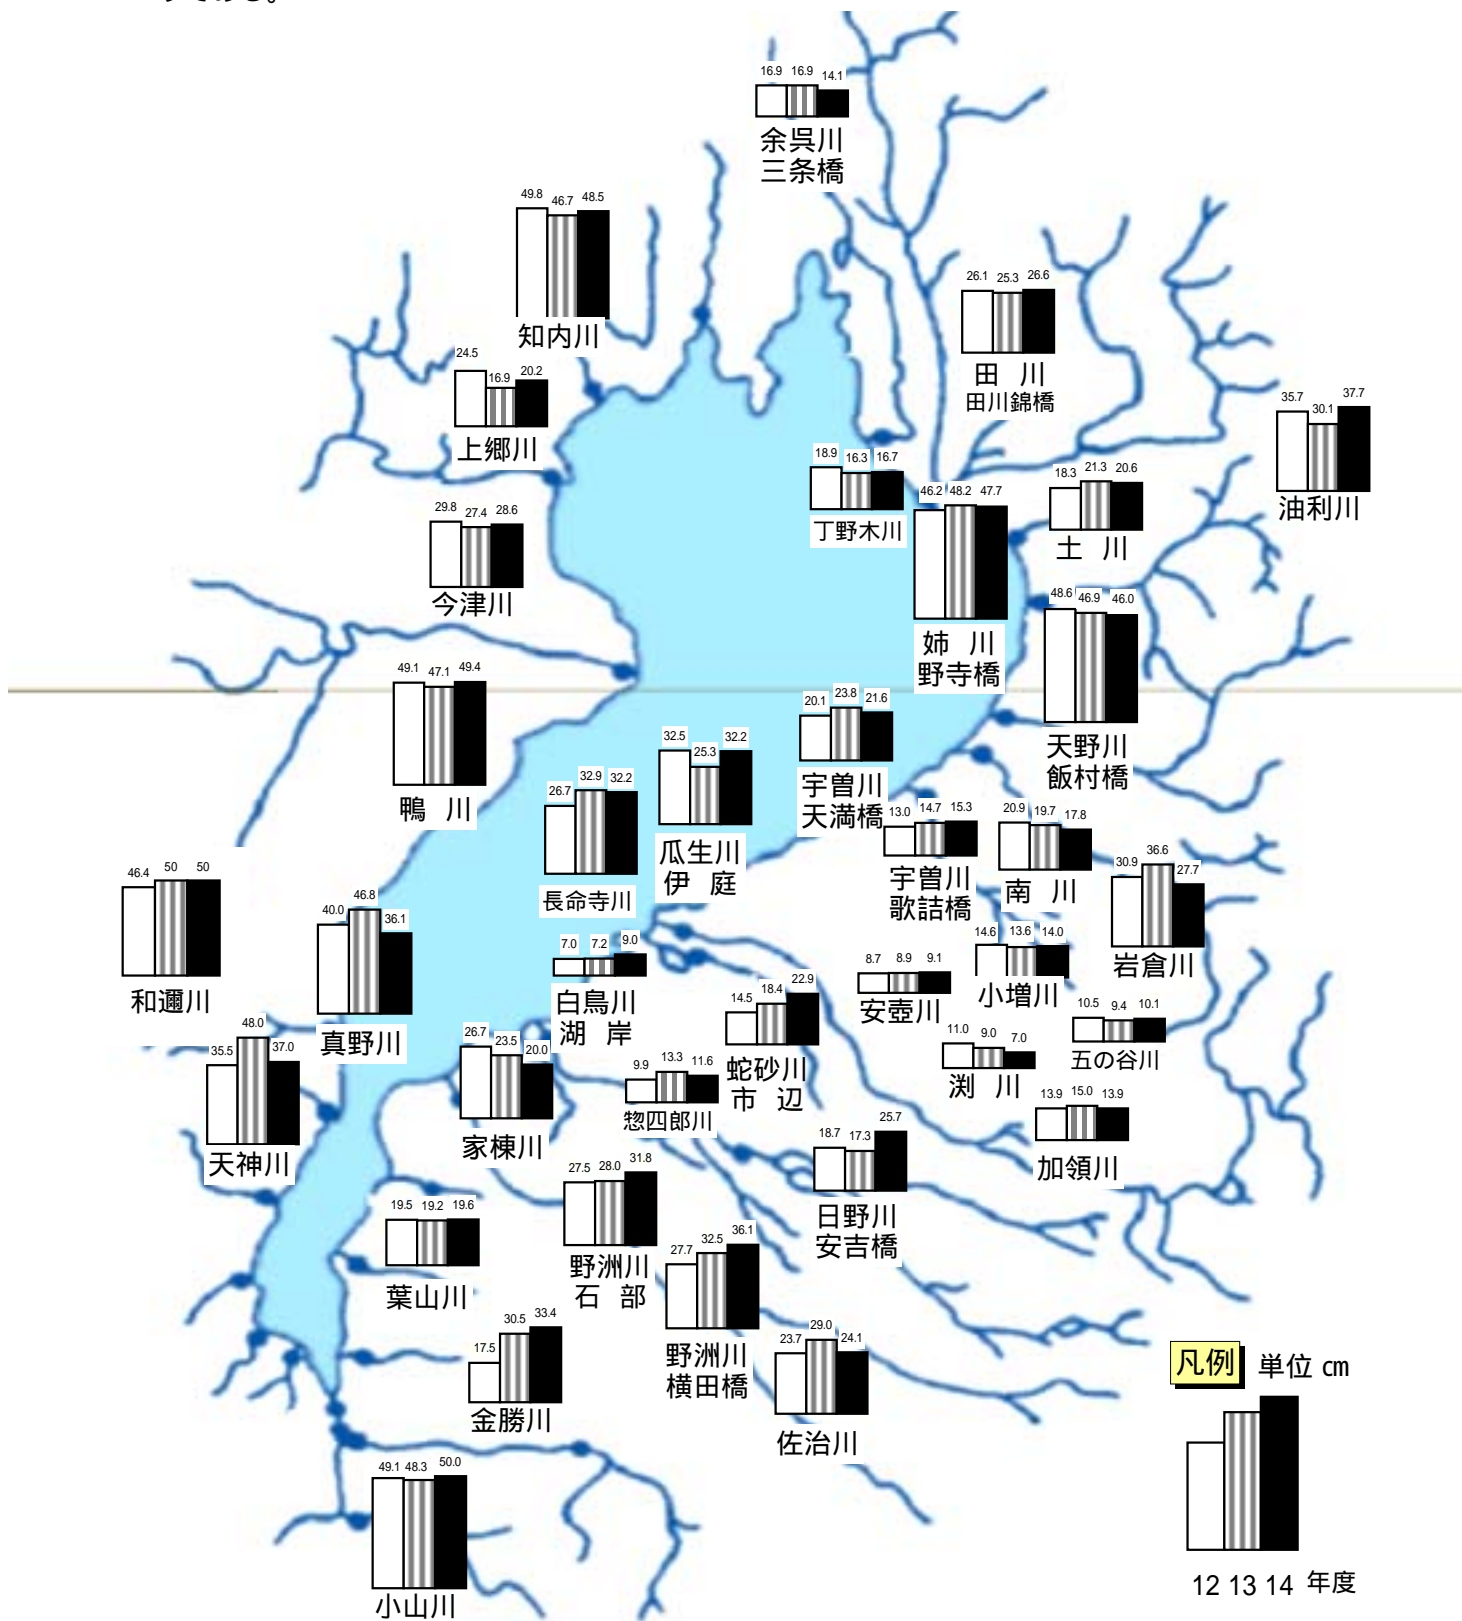 16.9 16.9 14.1
余呉川
三条橋
49.8 46.7 48.5
知内川
26.1 25.3 26.6
田 川
田川錦橋
24.5 16.9 20.2
上郷川
35.7 30.1 37.7
油利川
18.9 16.3 16.7
丁野木川
46.2 48.2 47.7
姉 川
野寺橋
18.3 21.3 20.6
土 川
29.8 27.4 28.6
今津川
48.6 46.9 46.0
天野川
飯村橋
49.1 47.1 49.4
鴨 川
20.1 23.8 21.6
宇曽川
天満橋
32.5 25.3 32.2
瓜生川
伊 庭
26.7 32.9 32.2
長命寺川
13.0 14.7 15.3
宇曽川
歌詰橋
20.9 19.7 17.8
南 川
30.9 36.6 27.7
岩倉川
46.4 50 50
和邇川
40.0 46.8 36.1
真野川
7.0 7.2 9.0
白鳥川
湖 岸
14.5 18.4 22.9
蛇砂川
市 辺
8.7 8.9 9.1
安壺川
14.6 13.6 14.0
小増川
10.5 9.4 10.1
五の谷川
11.0 9.0 7.0
渕 川
35.5 48.0 37.0
天神川
26.7 23.5 20.0
家棟川
9.9 13.3 11.6
惣四郎川
13.9 15.0 13.9
加領川
18.7 17.3 25.7
日野川
安吉橋
19.5 19.2 19.6
葉山川
27.5 28.0 31.8
野洲川
石 部
27.7 32.5 36.1
野洲川
横田橋
17.5 30.5 33.4
金勝川
23.7 29.0 24.1
佐治川
49.1 48.3 50.0
小山川
凡例 単位 ㎝
12 13 14 年度